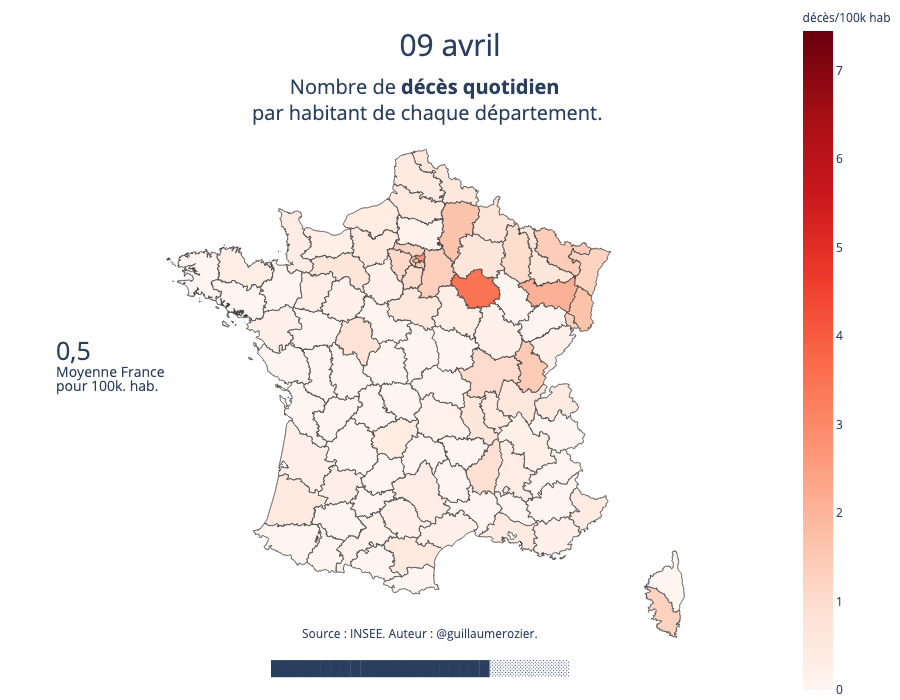 décès/100k hab
09 avril
Nombre de décès quotidien
par habitant de chaque département.
7
6
5
4
3
2
1
0
0,5
Moyenne France
pour 100k. hab.
Source : INSEE. Auteur : @guillaumerozier.